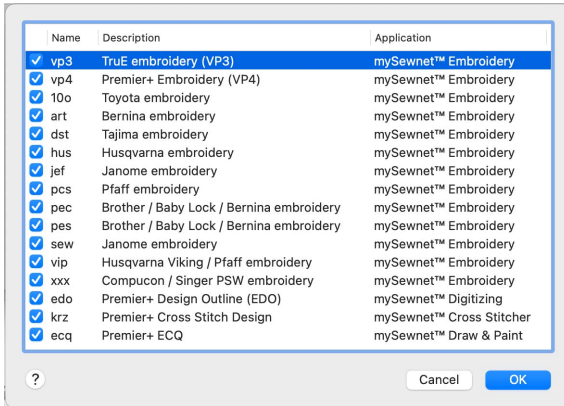 Name Description Application
vp3 TruE embroidery (VP3) mySewnet™ Embroidery
vp4 Premier+ Embroidery (VP4) mySewnet™ Embroidery
10o Toyota embroidery mySewnet™ Embroidery
art Bernina embroidery mySewnet™ Embroidery
dst Tajima embroidery mySewnet™ Embroidery
hus Husqvarna embroidery mySewnet™ Embroidery
jef Janome embroidery mySewnet™ Embroidery
pcs Pfaff embroidery mySewnet™ Embroidery
pec Brother / Baby Lock / Bernina embroidery mySewnet™ Embroidery
pes Brother / Baby Lock / Bernina embroidery mySewnet™ Embroidery
sew Janome embroidery mySewnet™ Embroidery
vip Husqvarna Viking / Pfaff embroidery mySewnet™ Embroidery
xxx Compucon / Singer PSW embroidery mySewnet™ Embroidery
edo Premier+ Design Outline (EDO) mySewnet™ Digitizing
krz Premier+ Cross Stitch Design mySewnet™ Cross Stitcher
ecq Premier+ ECQ mySewnet™ Draw & Paint
? Cancel OK